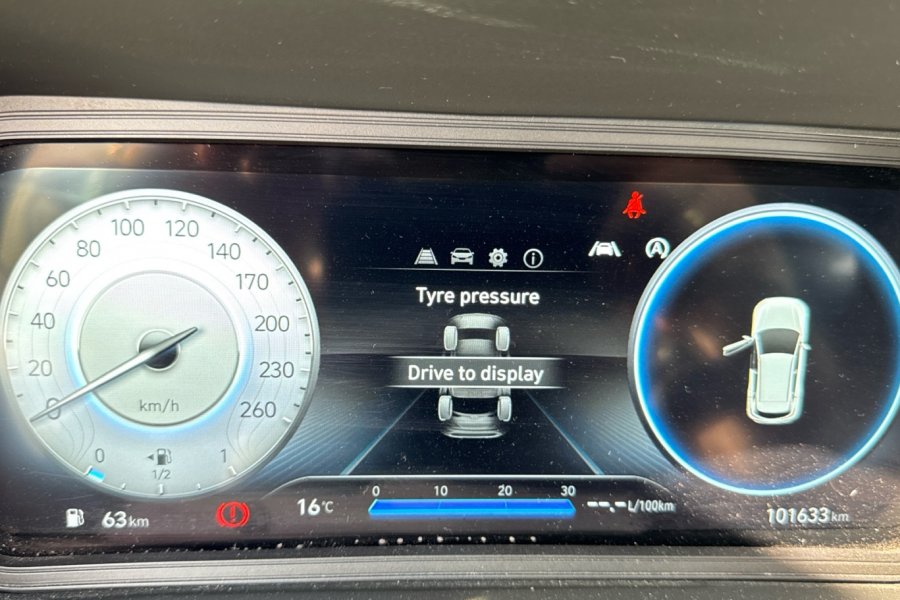 100 120
80 140
60 170
40 200
20 230
0 260
km/h
0 1
1/2
Tyre pressure
Drive to display
A
63km
16°C
0 10 20 30
--.-L/100km
101633km